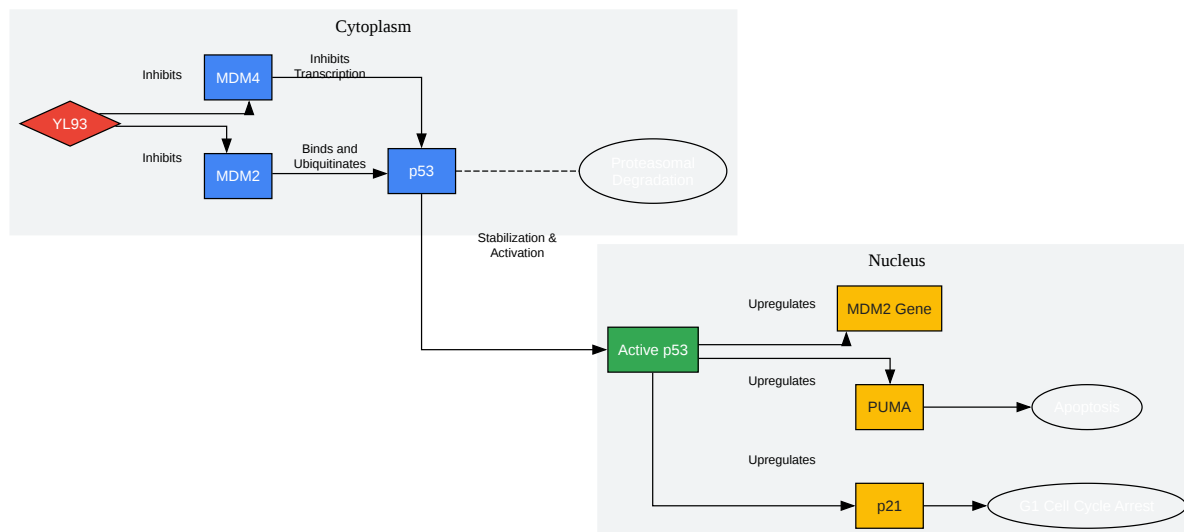 Cytoplasm
Inhibits
MDM4
Inhibits
Transcription
YL93
Inhibits
MDM2
Binds and
Ubiquitinates
p53
Proteasomal
Degradation
Stabilization &
Activation
Nucleus
Upregulates
MDM2 Gene
Active p53
Upregulates
PUMA
Apoptosis
Upregulates
p21
G1 Cell Cycle Arrest